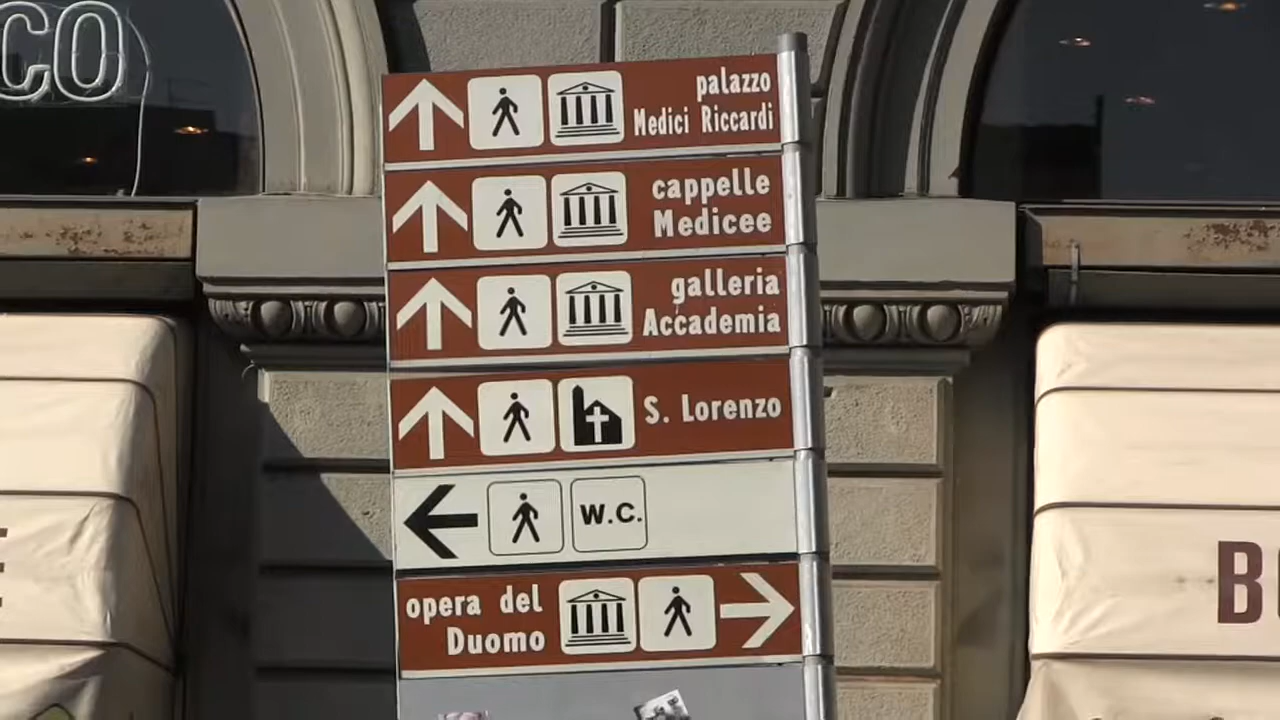 CO
palazzo
Medici Riccardi
cappelle
Medicee
galleria
Accademia
S. Lorenzo
W.C.
opera del
Duomo